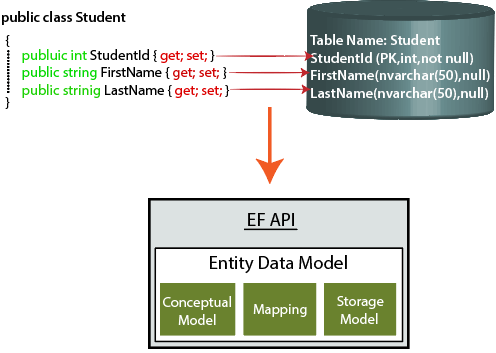 public class Student
{
publuic int StudentId { get; set; }
public string FirstName { get; set; }
public strinig LastName { get; set; }
}
Table Name: Student
StudentId (PK,int,not null)
FirstName(nvarchar(50),null)
LastName(nvarchar(50),null)
EF API
Entity Data Model
Conceptual
Model
Mapping
Storage
Model